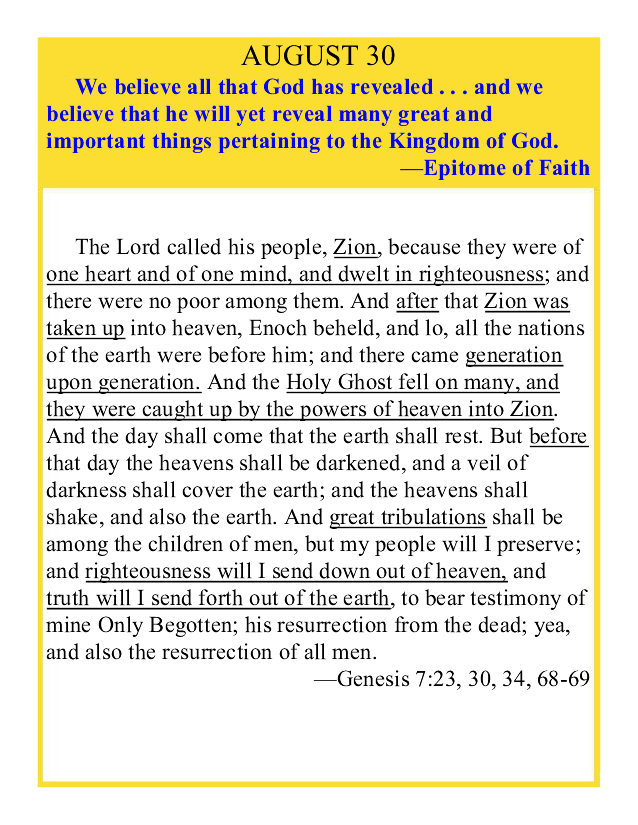 AUGUST 30
We believe all that God has revealed . . . and we
believe that he will yet reveal many great and
important things pertaining to the Kingdom of God.
—Epitome of Faith
The Lord called his people, Zion, because they were of
one heart and of one mind, and dwelt in righteousness; and
there were no poor among them. And after that Zion was
taken up into heaven, Enoch beheld, and lo, all the nations
of the earth were before him; and there came generation
upon generation. And the Holy Ghost fell on many, and
they were caught up by the powers of heaven into Zion.
And the day shall come that the earth shall rest. But before
that day the heavens shall be darkened, and a veil of
darkness shall cover the earth; and the heavens shall
shake, and also the earth. And great tribulations shall be
among the children of men, but my people will I preserve;
and righteousness will I send down out of heaven, and
truth will I send forth out of the earth, to bear testimony of
mine Only Begotten; his resurrection from the dead; yea,
and also the resurrection of all men.
—Genesis 7:23, 30, 34, 68-69